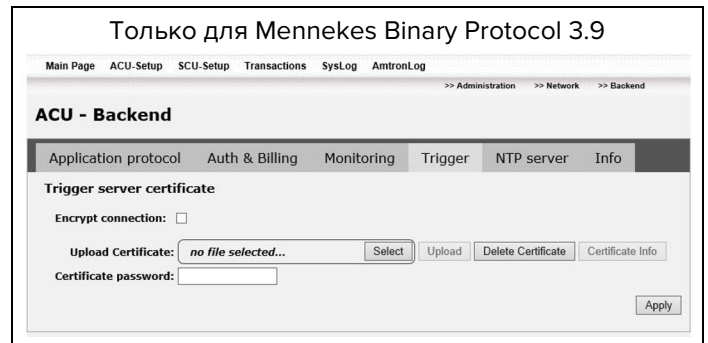 Только для Mennekes Binary Protocol 3.9
Main Page ACU-Setup SCU-Setup Transactions SysLog AmtronLog
>> Administration >> Network >> Backend
ACU - Backend
Application protocol Auth & Billing Monitoring Trigger NTP server Info
Trigger server certificate
Encrypt connection:
Upload Certificate: no file selected... Select Upload Delete Certificate Certificate Info
Certificate password:
Apply